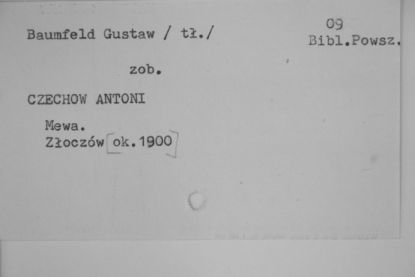 Baumfeld Gustaw / tł./
09
Bibl.Powsz.
zob.
CZECHOW ANTONI
Mewa.
Złoczów [ok.1900]